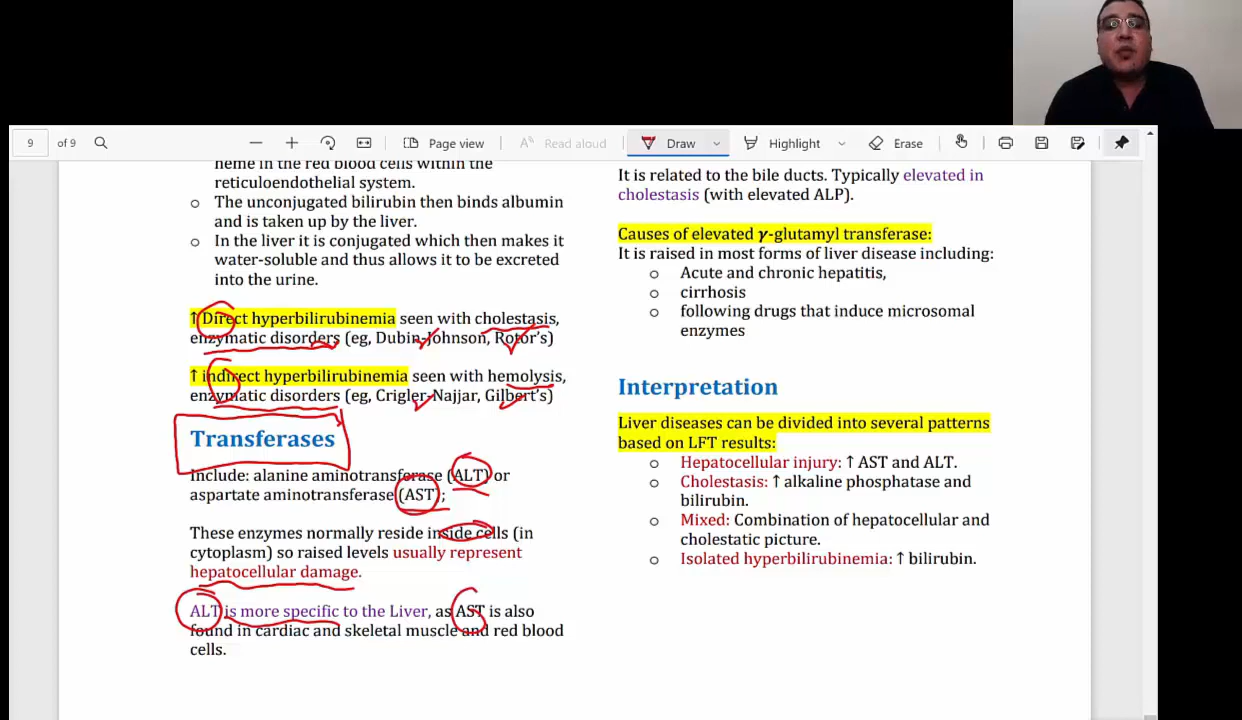 9 of 9 Page view Read aloud Draw Highlight Erase
heme in the red blood cells within the
reticuloendothelial system.
o The unconjugated bilirubin then binds albumin
and is taken up by the liver.
o In the liver it is conjugated which then makes it
water-soluble and thus allows it to be excreted
into the urine.
↑ Direct hyperbilirubinemia seen with cholestasis,
enzymatic disorders (eg, Dubin-Johnson, Rotor's)
↑ indirect hyperbilirubinemia seen with hemolysis,
enzymatic disorders (eg, Crigler-Najjar, Gilbert's)
Transferases
Include: alanine aminotransferase (ALT) or
aspartate aminotransferase (AST);
These enzymes normally reside inside cells (in
cytoplasm) so raised levels usually represent
hepatocellular damage.
ALT is more specific to the Liver, as AST is also
found in cardiac and skeletal muscle and red blood
cells.
It is related to the bile ducts. Typically elevated in
cholestasis (with elevated ALP).
Causes of elevated γ-glutamyl transferase:
It is raised in most forms of liver disease including:
o Acute and chronic hepatitis,
o cirrhosis
o following drugs that induce microsomal
enzymes
Interpretation
Liver diseases can be divided into several patterns
based on LFT results:
o Hepatocellular injury: ↑ AST and ALT.
o Cholestasis: ↑ alkaline phosphatase and
bilirubin.
o Mixed: Combination of hepatocellular and
cholestatic picture.
o Isolated hyperbilirubinemia: ↑ bilirubin.